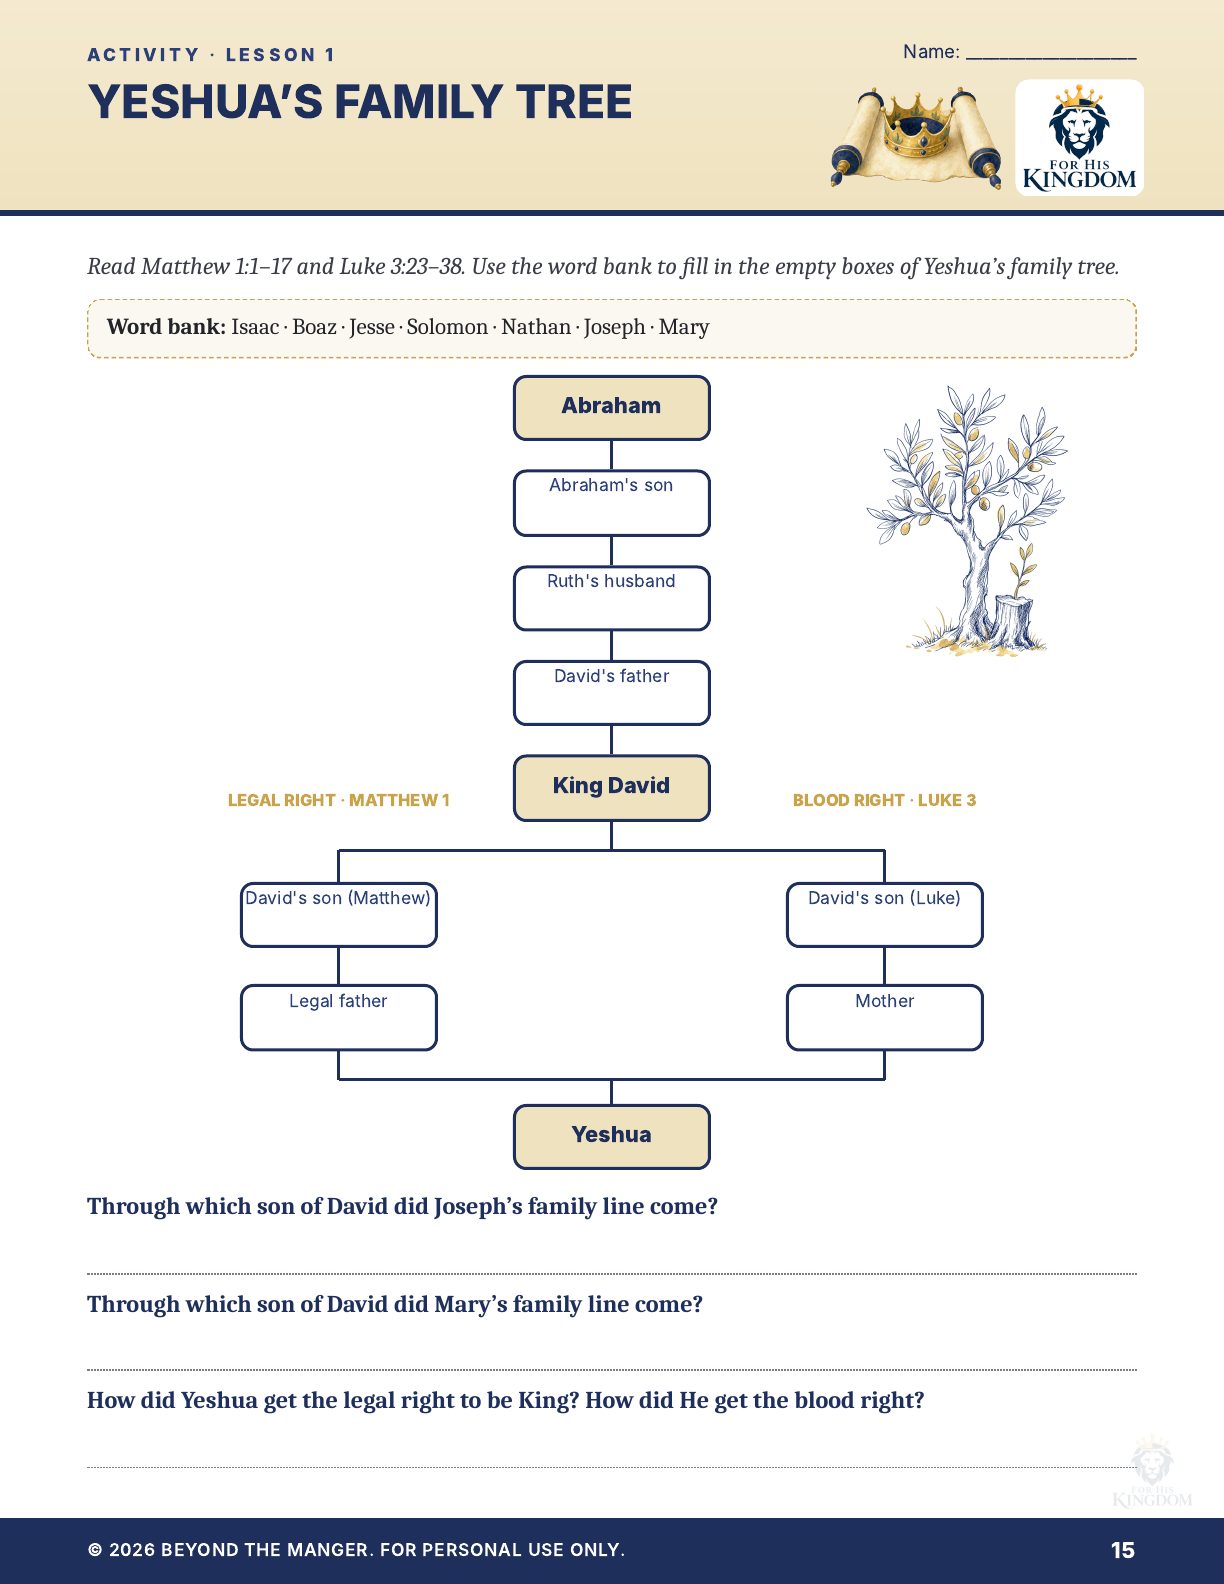 ACTIVITY · LESSON 1
Name: ____________________
YESHUA’S FAMILY TREE
FOR HIS
KINGDOM
Read Matthew 1:1–17 and Luke 3:23–38. Use the word bank to fill in the empty boxes of Yeshua’s family tree.
Word bank: Isaac · Boaz · Jesse · Solomon · Nathan · Joseph · Mary
Abraham
Abraham's son
Ruth's husband
David's father
King David
LEGAL RIGHT · MATTHEW 1
BLOOD RIGHT · LUKE 3
David's son (Matthew)
David's son (Luke)
Legal father
Mother
Yeshua
Through which son of David did Joseph’s family line come?
Through which son of David did Mary’s family line come?
How did Yeshua get the legal right to be King? How did He get the blood right?
FOR HIS
KINGDOM
© 2026 BEYOND THE MANGER. FOR PERSONAL USE ONLY.
15